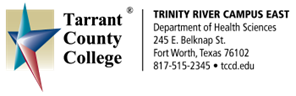 Tarrant
County
College
®
TRINITY RIVER CAMPUS EAST
Department of Health Sciences
245 E. Belknap St.
Fort Worth, Texas 76102
817-515-2345 • tccd.edu